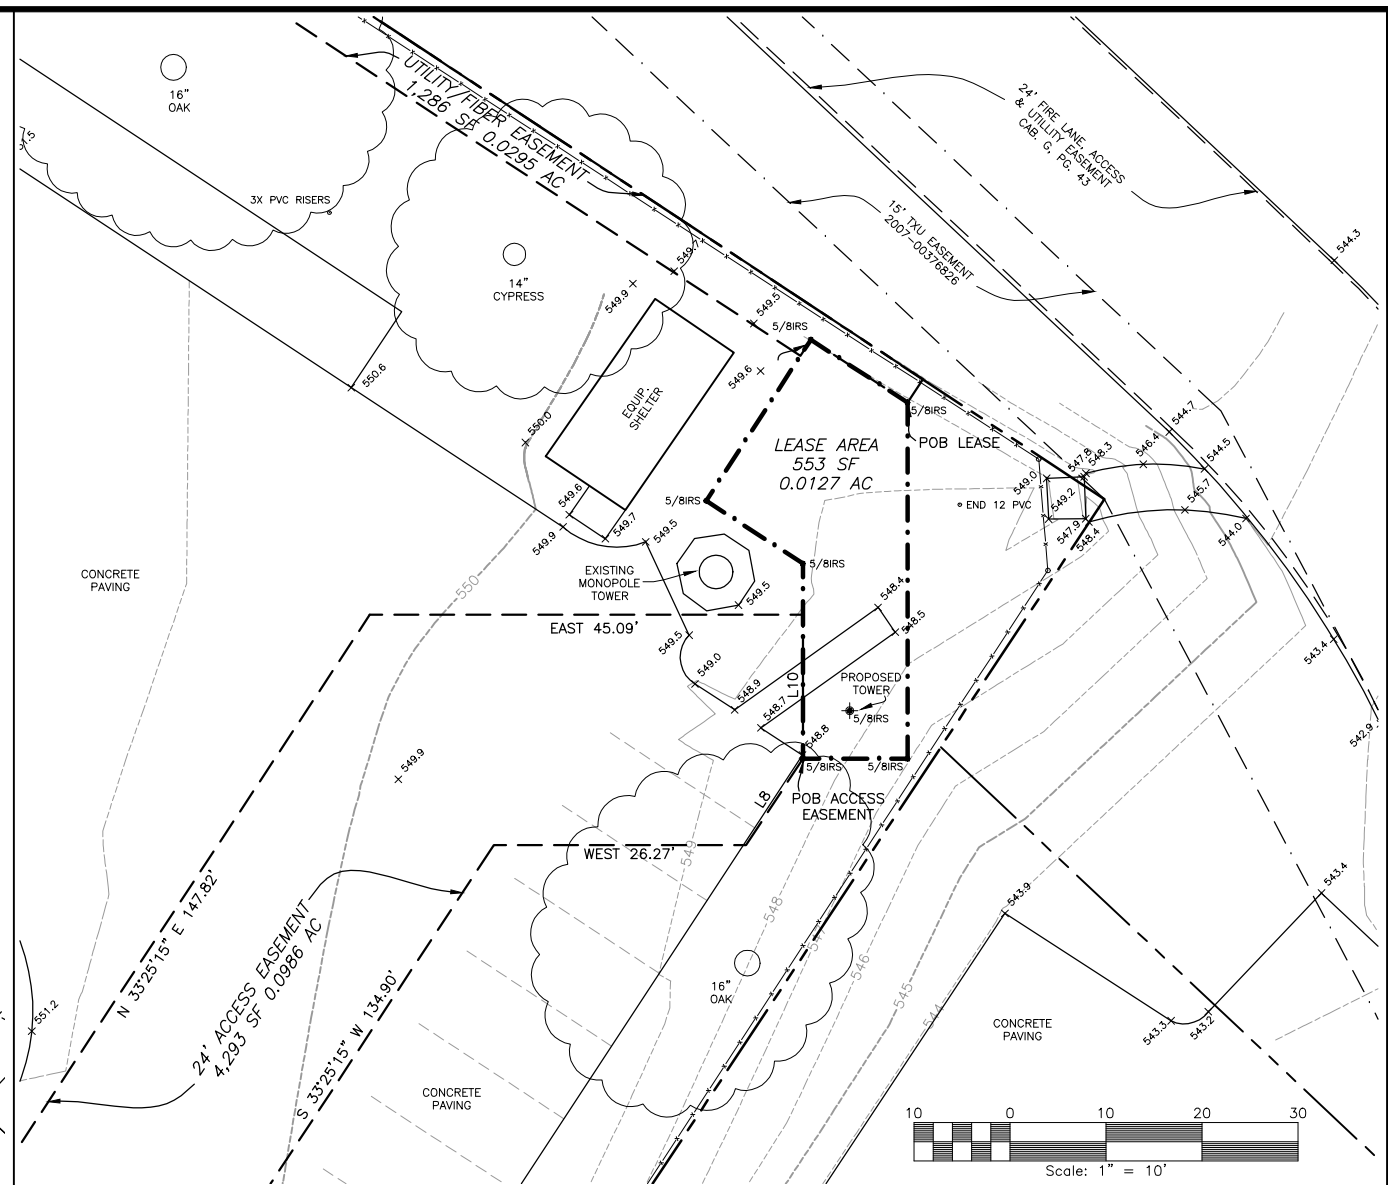 16"
OAK
UTILITY/FIBER EASEMENT
1,286 SF 0.0295 AC
24' FIRE LANE, ACCESS
& UTILLITY EASEMENT
CAB. G, PG. 43
3X PVC RISERS
15' TXU EASEMENT
2007-00376826
544.3
549.7
14"
CYPRESS
549.9
549.5
5/8IRS
549.6
550.6
EQUIP.
SHELTER
5/8IRS
550.0
POB LEASE
LEASE AREA
553 SF
0.0127 AC
544.7
546.4
544.5
547.8
548.3
549.0
549.2
545.7
549.6
5/8IRS
END 12 PVC
547.9
548.4
544.0
549.9
549.7
549.5
5/8IRS
EXISTING
MONOPOLE
TOWER
CONCRETE
PAVING
550
549.5
548.4
548.5
EAST 45.09'
549.5
543.4
549.0
548.9
L10
PROPOSED
TOWER
548.7
5/8IRS
542.9
548.8
549.9
5/8IRS
5/8IRS
L8
POB ACCESS
EASEMENT
WEST 26.27'
549
N 33°25'15" E 147.82'
24' ACCESS EASEMENT
4,293 SF 0.0986 AC
S 33°25'15" W 134.90'
548
546
545
544
543.9
543.4
551.2
16"
OAK
543.3
543.2
CONCRETE
PAVING
CONCRETE
PAVING
10 0 10 20 30
Scale: 1" = 10'